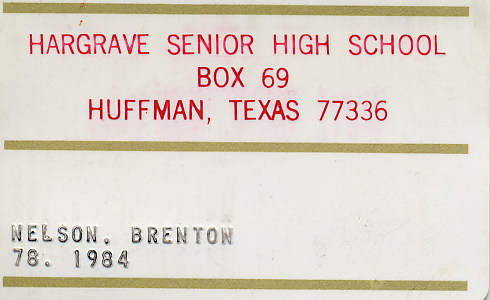 HARGRAVE SENIOR HIGH SCHOOL
BOX 69
HUFFMAN, TEXAS 77336
NELSON. BRENTON
78. 1984